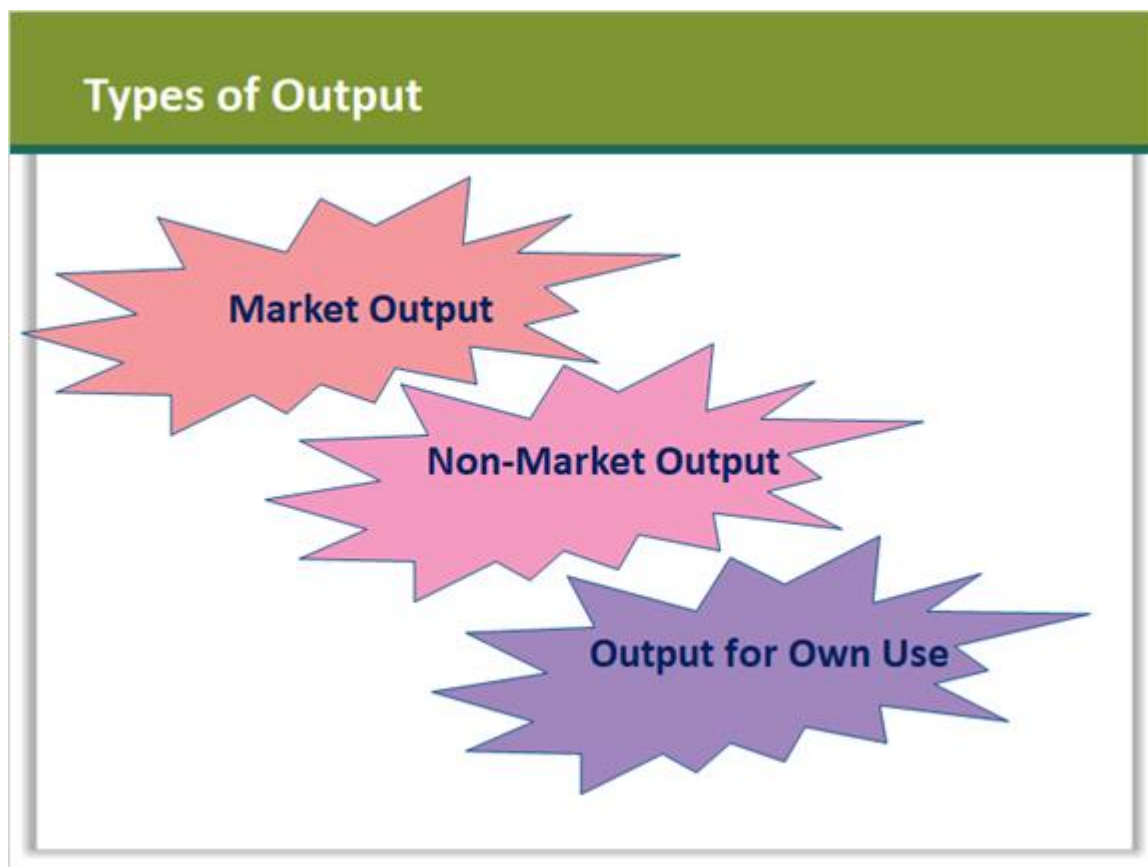 Types of Output
Market Output
Non-Market Output
Output for Own Use